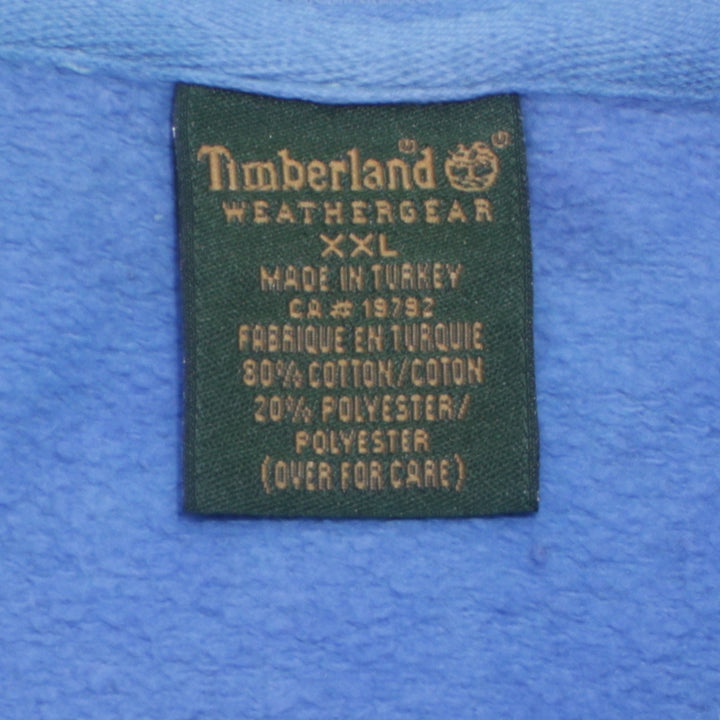 Timberland®
®
WEATHERGEAR
XXL
MADE IN TURKEY
CA# 19792
FABRIQUE EN TURQUIE
80% COTTON/COTON
20% POLYESTER/
POLYESTER
(OVER FOR CARE)